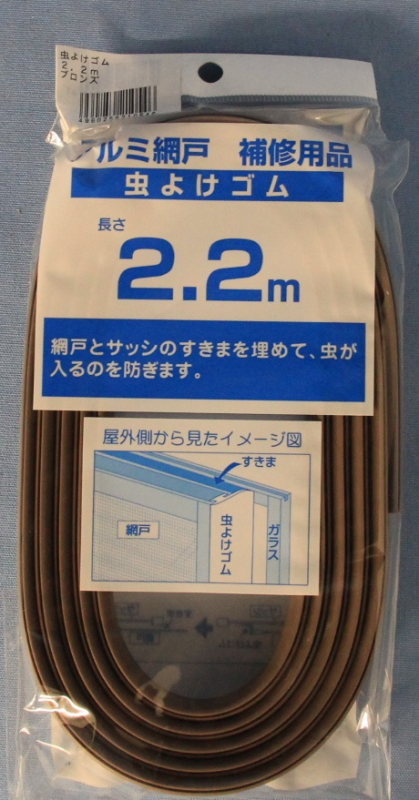 虫よけゴム
2.2m
ブロンズ
アルミ網戸 補修用品
虫よけゴム
長さ
2.2m
網戸とサッシのすきまを埋めて、虫が
入るのを防ぎます。
屋外側から見たイメージ図
すきま
網戸
虫よけゴム
ガラス